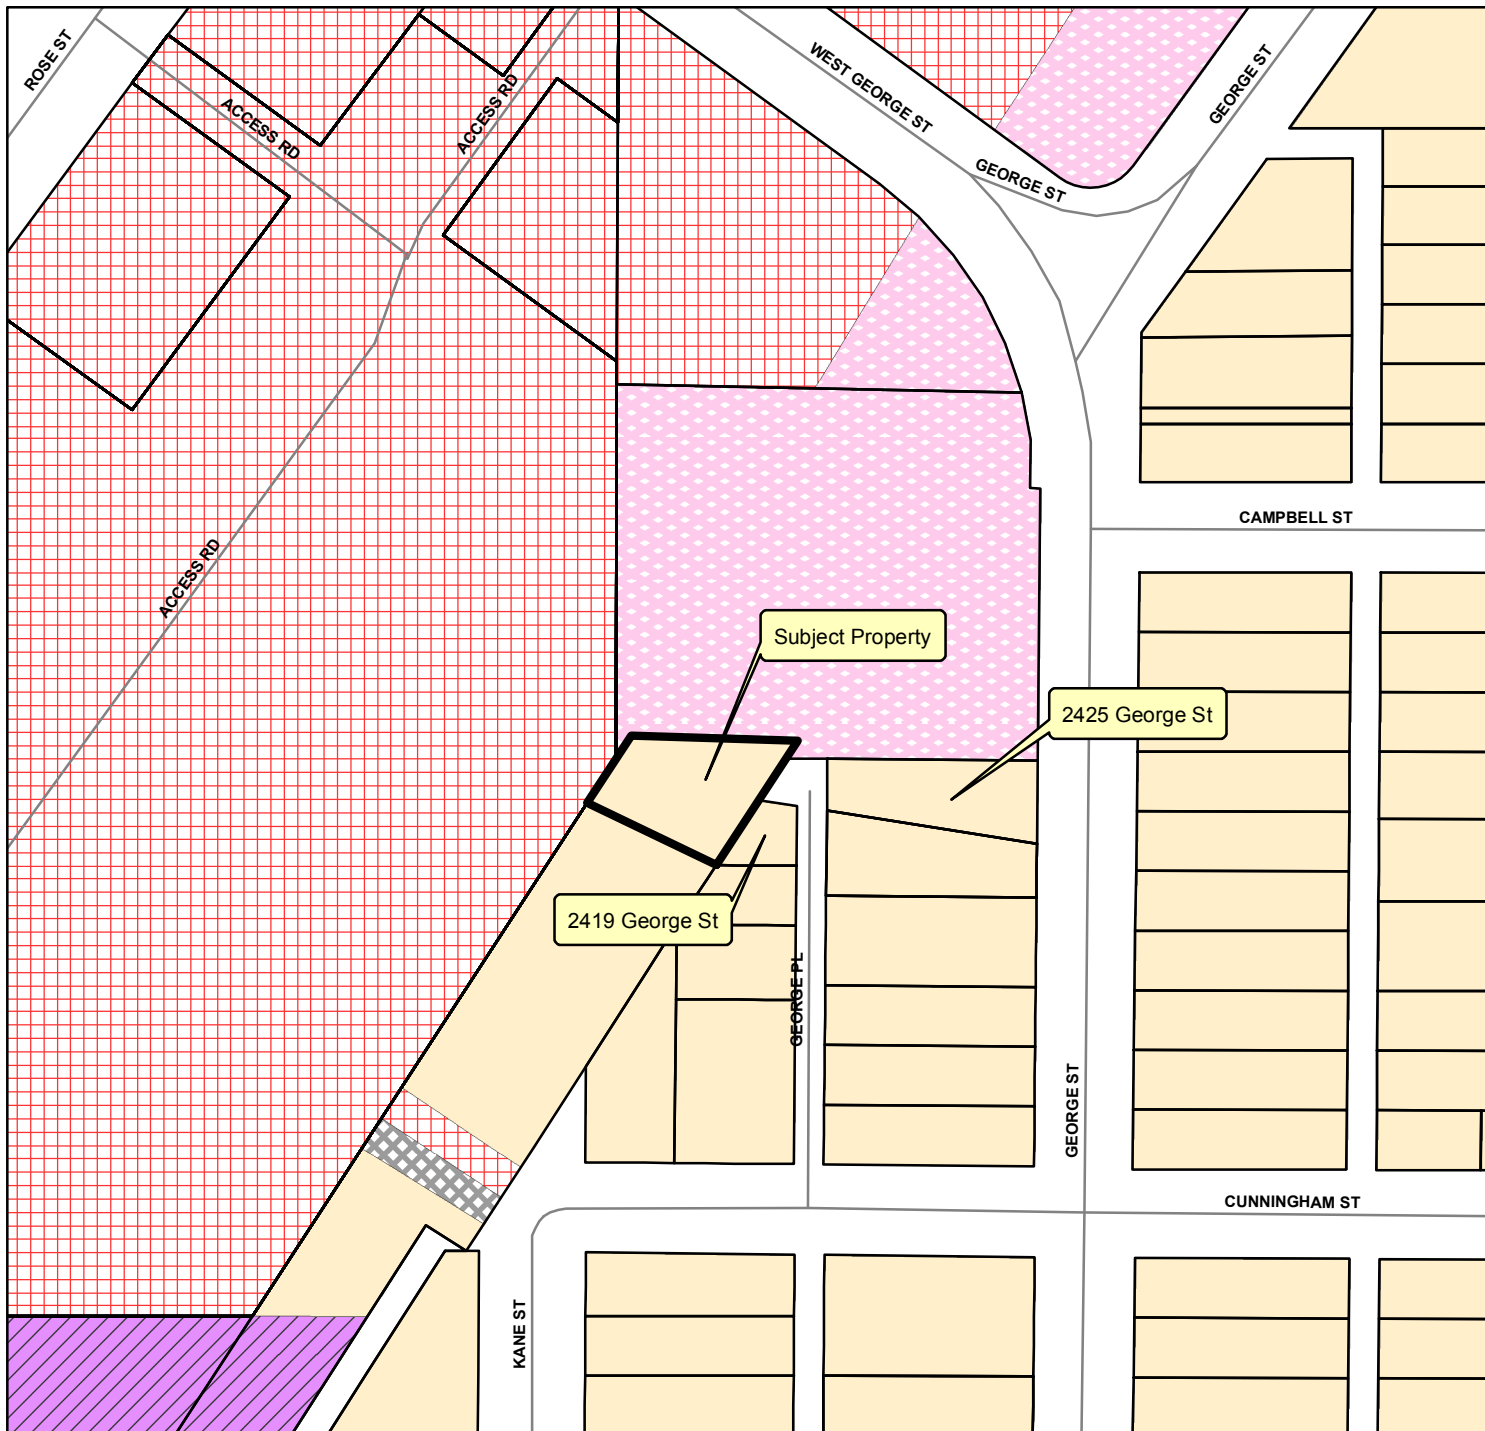 ROSE ST
ACCESS RD
ACCESS RD
WEST GEORGE ST
GEORGE ST
GEORGE ST
CAMPBELL ST
ACCESS RD
Subject Property
2425 George St
2419 George St
GEORGE PL
GEORGE ST
CUNNINGHAM ST
KANE ST